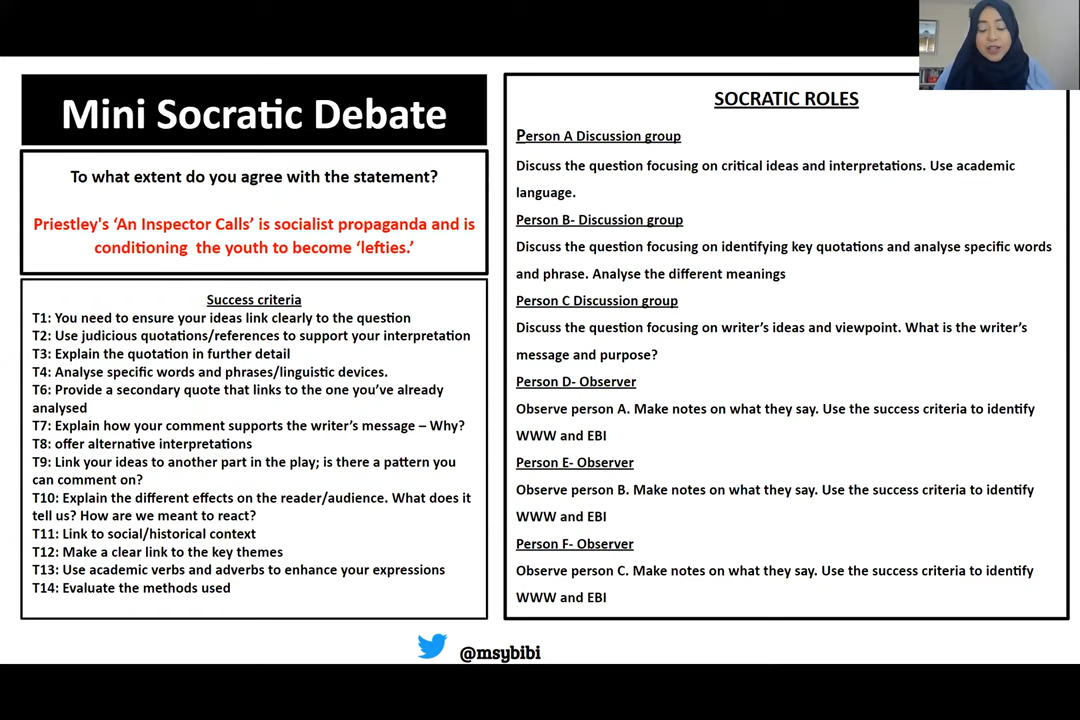 Mini Socratic Debate
To what extent do you agree with the statement?
Priestley's ‘An Inspector Calls’ is socialist propaganda and is
conditioning the youth to become ‘lefties.’
Success criteria
T1: You need to ensure your ideas link clearly to the question
T2: Use judicious quotations/references to support your interpretation
T3: Explain the quotation in further detail
T4: Analyse specific words and phrases/linguistic devices.
T6: Provide a secondary quote that links to the one you’ve already
analysed
T7: Explain how your comment supports the writer’s message – Why?
T8: offer alternative interpretations
T9: Link your ideas to another part in the play; is there a pattern you
can comment on?
T10: Explain the different effects on the reader/audience. What does it
tell us? How are we meant to react?
T11: Link to social/historical context
T12: Make a clear link to the key themes
T13: Use academic verbs and adverbs to enhance your expressions
T14: Evaluate the methods used
SOCRATIC ROLES
Person A Discussion group
Discuss the question focusing on critical ideas and interpretations. Use academic
language.
Person B- Discussion group
Discuss the question focusing on identifying key quotations and analyse specific words
and phrase. Analyse the different meanings
Person C Discussion group
Discuss the question focusing on writer’s ideas and viewpoint. What is the writer’s
message and purpose?
Person D- Observer
Observe person A. Make notes on what they say. Use the success criteria to identify
WWW and EBI
Person E- Observer
Observe person B. Make notes on what they say. Use the success criteria to identify
WWW and EBI
Person F- Observer
Observe person C. Make notes on what they say. Use the success criteria to identify
WWW and EBI
@msybibi